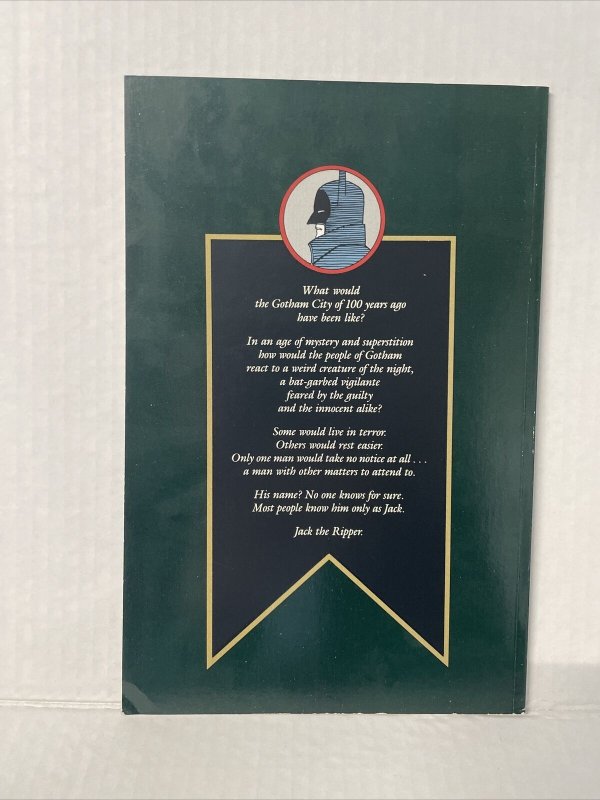 What would
the Gotham City of 100 years ago
have been like?
In an age of mystery and superstition
how would the people of Gotham
react to a weird creature of the night,
a bat-garbed vigilante
feared by the guilty
and the innocent alike?
Some would live in terror.
Others would rest easier.
Only one man would take no notice at all . . .
a man with other matters to attend to.
His name? No one knows for sure.
Most people know him only as Jack.
Jack the Ripper.